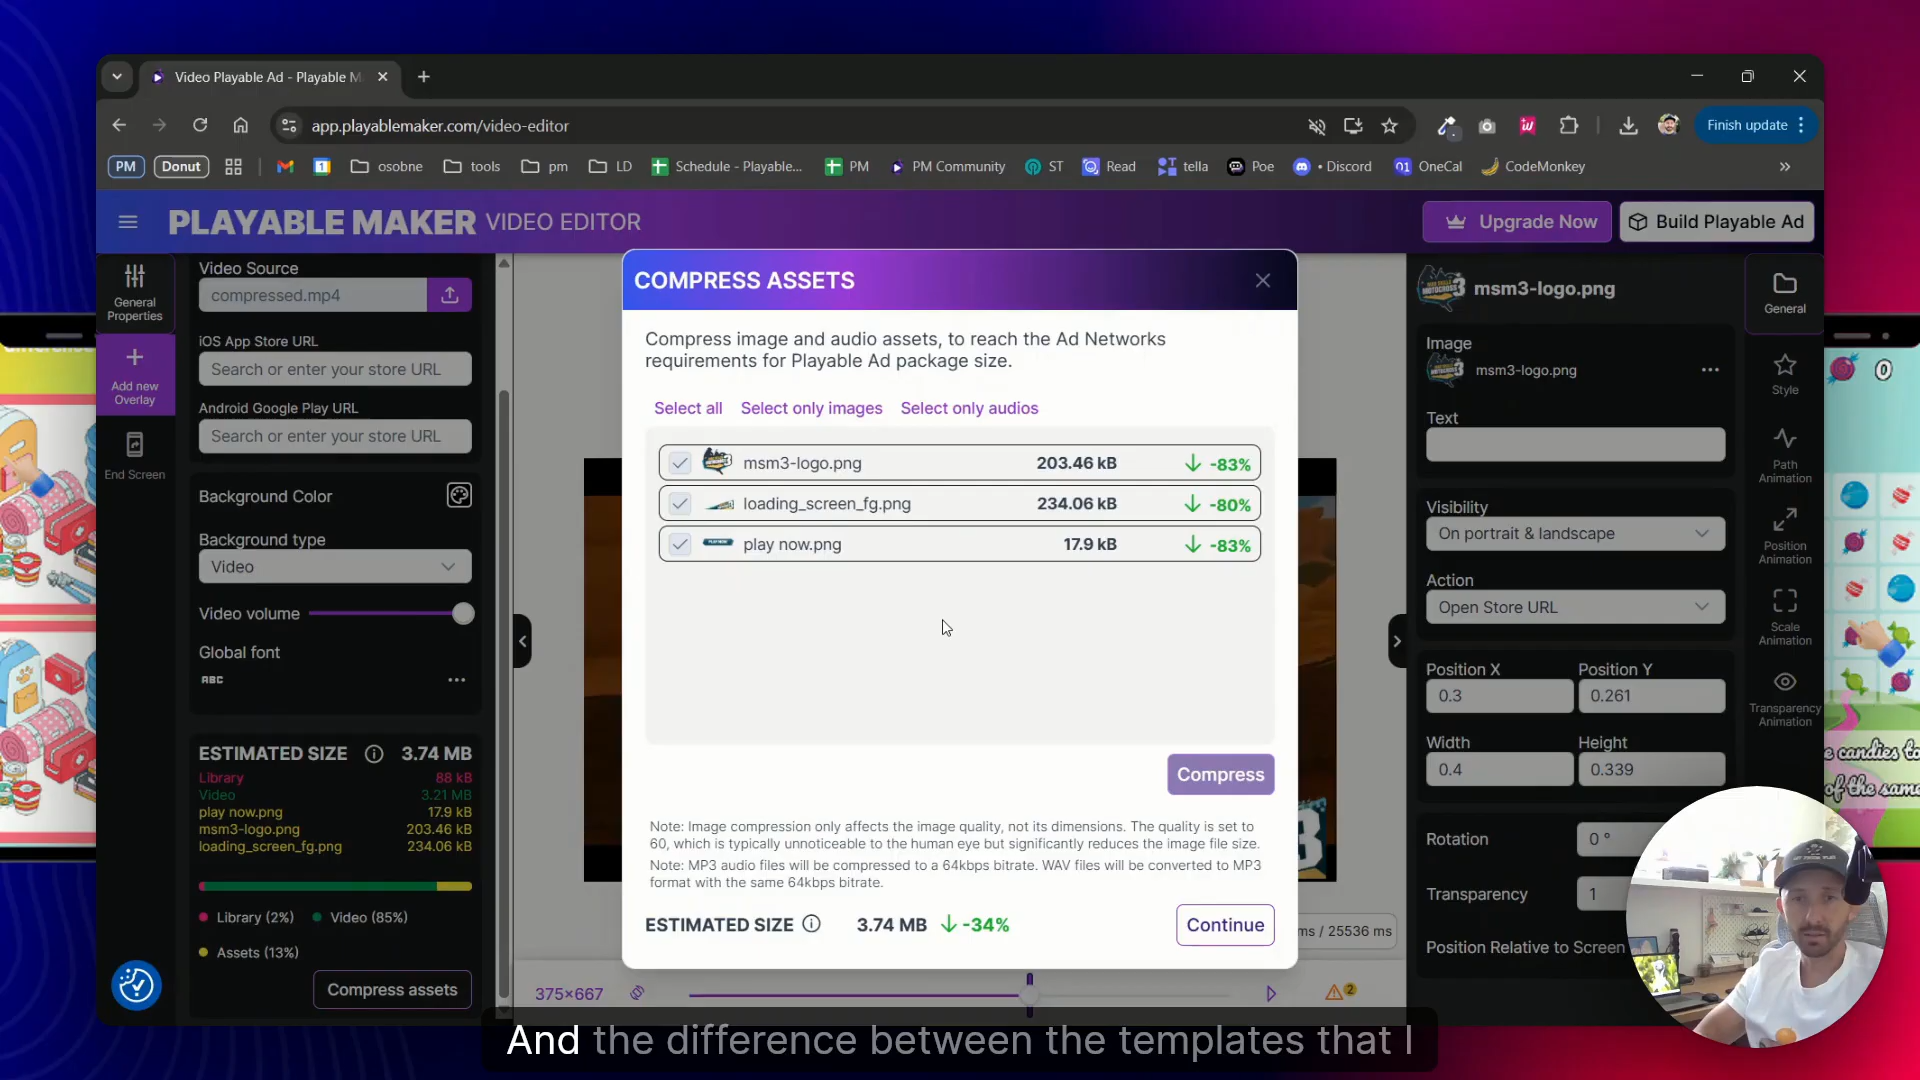 Video Playable Ad - Playable M
app.playablemaker.com/video-editor
Finish update
PM
Donut
1
osobne
tools
pm
LD
Schedule - Playable...
PM
PM Community
ST
Read
tella
Poe
• Discord
01
OneCal
CodeMonkey
PLAYABLE MAKER VIDEO EDITOR
Upgrade Now
Build Playable Ad
General
Properties
Add new
Overlay
End Screen
Video Source
compressed.mp4
iOS App Store URL
Search or enter your store URL
Android Google Play URL
Search or enter your store URL
Background Color
Background type
Video
Video volume
Global font
ABC
ESTIMATED SIZE 3.74 MB
Library 88 kB
Video 3.21 MB
play now.png 17.9 kB
msm3-logo.png 203.46 kB
loading_screen_fg.png 234.06 kB
Library (2%) Video (85%)
Assets (13%)
Compress assets
COMPRESS ASSETS
Compress image and audio assets, to reach the Ad Networks
requirements for Playable Ad package size.
Select all Select only images Select only audios
msm3-logo.png 203.46 kB -83%
loading_screen_fg.png 234.06 kB -80%
play now.png 17.9 kB -83%
Compress
Note: Image compression only affects the image quality, not its dimensions. The quality is set to
60, which is typically unnoticeable to the human eye but significantly reduces the image file size.
Note: MP3 audio files will be compressed to a 64kbps bitrate. WAV files will be converted to MP3
format with the same 64kbps bitrate.
ESTIMATED SIZE 3.74 MB -34%
Continue
3
ms / 25536 ms
375×667
2
msm3-logo.png
Image
msm3-logo.png
Text
Visibility
On portrait & landscape
Action
Open Store URL
Position X Position Y
0.3 0.261
Width Height
0.4 0.339
Rotation 0 °
Transparency 1
Position Relative to Screen
General
Style
Path
Animation
Position
Animation
Scale
Animation
Transparency
Animation
0
e candies to
of the same
And the difference between the templates that I